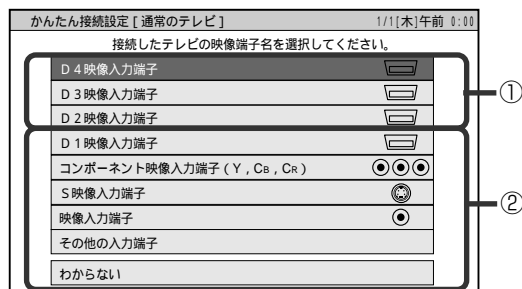 かんたん接続設定［通常のテレビ］ 1/1[木]午前 0:00
接続したテレビの映像端子名を選択してください。
D4映像入力端子
D3映像入力端子
①
D2映像入力端子
D1映像入力端子
コンポーネント映像入力端子（Y，CB，CR）
S映像入力端子
②
映像入力端子
その他の入力端子
わからない